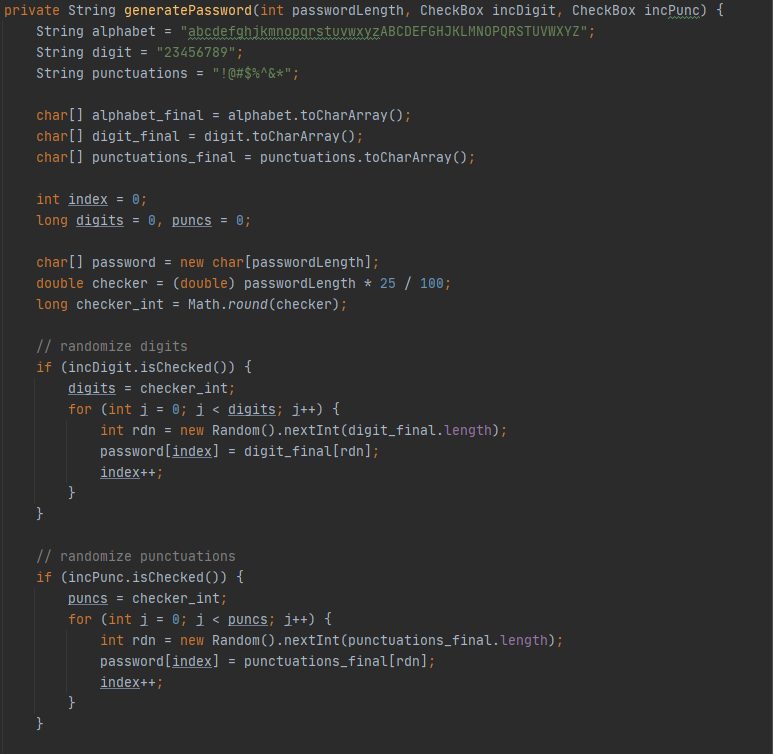 private String generatePassword(int passwordLength, CheckBox incDigit, CheckBox incPunc) {
    String alphabet = "abcdefghjkmnopqrstuvwxyzABCDEFGHJKLMNOPQRSTUVWXYZ";
    String digit = "23456789";
    String punctuations = "!@#$%^&*";

    char[] alphabet_final = alphabet.toCharArray();
    char[] digit_final = digit.toCharArray();
    char[] punctuations_final = punctuations.toCharArray();

    int index = 0;
    long digits = 0, puncs = 0;

    char[] password = new char[passwordLength];
    double checker = (double) passwordLength * 25 / 100;
    long checker_int = Math.round(checker);

    // randomize digits
    if (incDigit.isChecked()) {
        digits = checker_int;
        for (int j = 0; j < digits; j++) {
            int rdn = new Random().nextInt(digit_final.length);
            password[index] = digit_final[rdn];
            index++;
        }
    }

    // randomize punctuations
    if (incPunc.isChecked()) {
        puncs = checker_int;
        for (int j = 0; j < puncs; j++) {
            int rdn = new Random().nextInt(punctuations_final.length);
            password[index] = punctuations_final[rdn];
            index++;
        }
    }